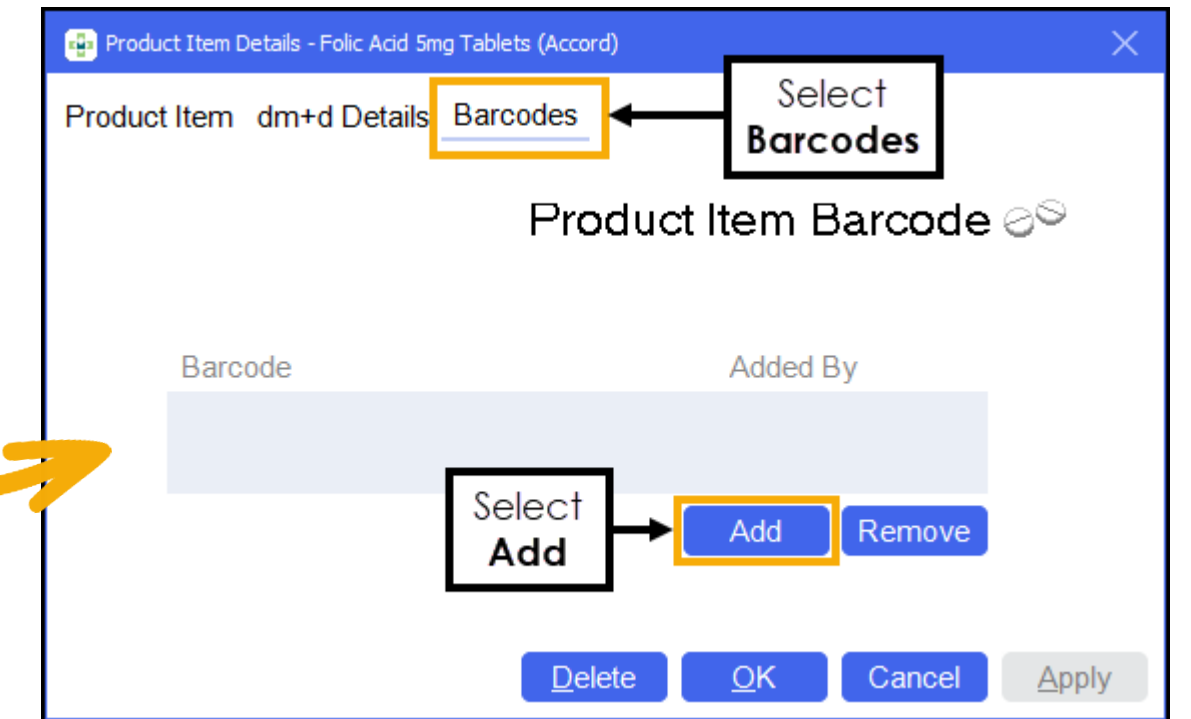 Product Item Details - Folic Acid 5mg Tablets (Accord)
Product Item dm+d Details Barcodes
Select
Barcodes
Product Item Barcode
Barcode Added By
Select
Add
Add Remove
Delete OK Cancel Apply